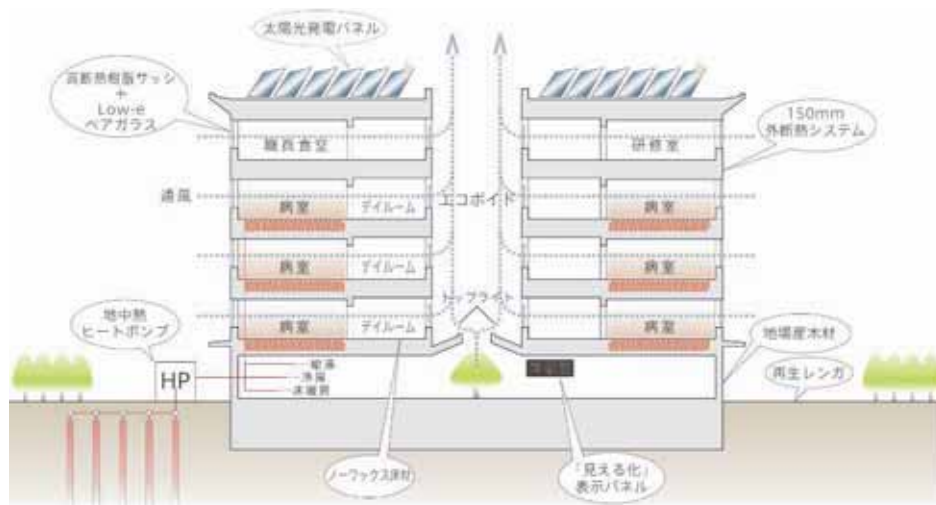 太陽光発電パネル
高断熱樹脂サッシ
+
Low-e
ペアガラス
150mm
外断熱システム
職員食堂
研修室
通風
エコボイド
病室
デイルーム
病室
病室
デイルーム
病室
トップライト
病室
デイルーム
病室
地中熱
ヒートポンプ
HP
給湯
床暖房
地場産木材
再生レンガ
ノーワックス床材
「見える化」
表示パネル